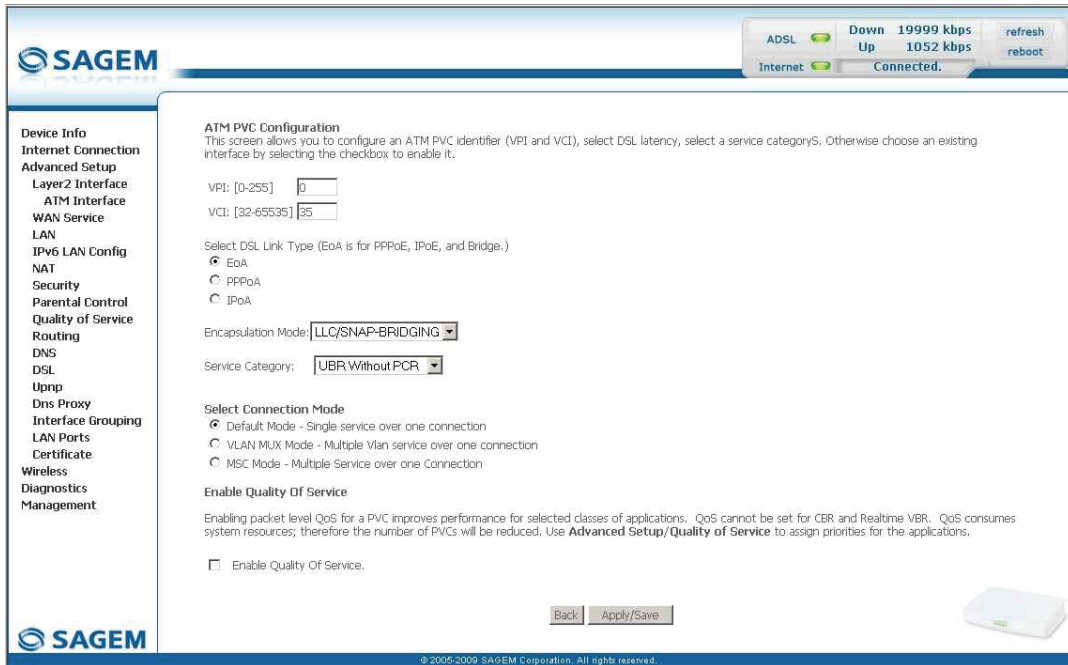 SAGEM
ADSL
Down 19999 kbps
Up 1052 kbps
Internet
Connected.
refresh
reboot
Device Info
Internet Connection
Advanced Setup
Layer2 Interface
ATM Interface
WAN Service
LAN
IPv6 LAN Config
NAT
Security
Parental Control
Quality of Service
Routing
DNS
DSL
Upnp
Dns Proxy
Interface Grouping
LAN Ports
Certificate
Wireless
Diagnostics
Management
ATM PVC Configuration
This screen allows you to configure an ATM PVC identifier (VPI and VCI), select DSL latency, select a service categoryS. Otherwise choose an existing
interface by selecting the checkbox to enable it.
VPI: [0-255] 0
VCI: [32-65535] 35
Select DSL Link Type (EoA is for PPPoE, IPoE, and Bridge.)
EoA
PPPoA
IPoA
Encapsulation Mode: LLC/SNAP-BRIDGING
Service Category: UBR Without PCR
Select Connection Mode
Default Mode - Single service over one connection
VLAN MUX Mode - Multiple Vlan service over one connection
MSC Mode - Multiple Service over one Connection
Enable Quality Of Service
Enabling packet level QoS for a PVC improves performance for selected classes of applications. QoS cannot be set for CBR and Realtime VBR. QoS consumes
system resources; therefore the number of PVCs will be reduced. Use Advanced Setup/Quality of Service to assign priorities for the applications.
Enable Quality Of Service.
Back Apply/Save
SAGEM
© 2005-2009 SAGEM Corporation. All rights reserved.